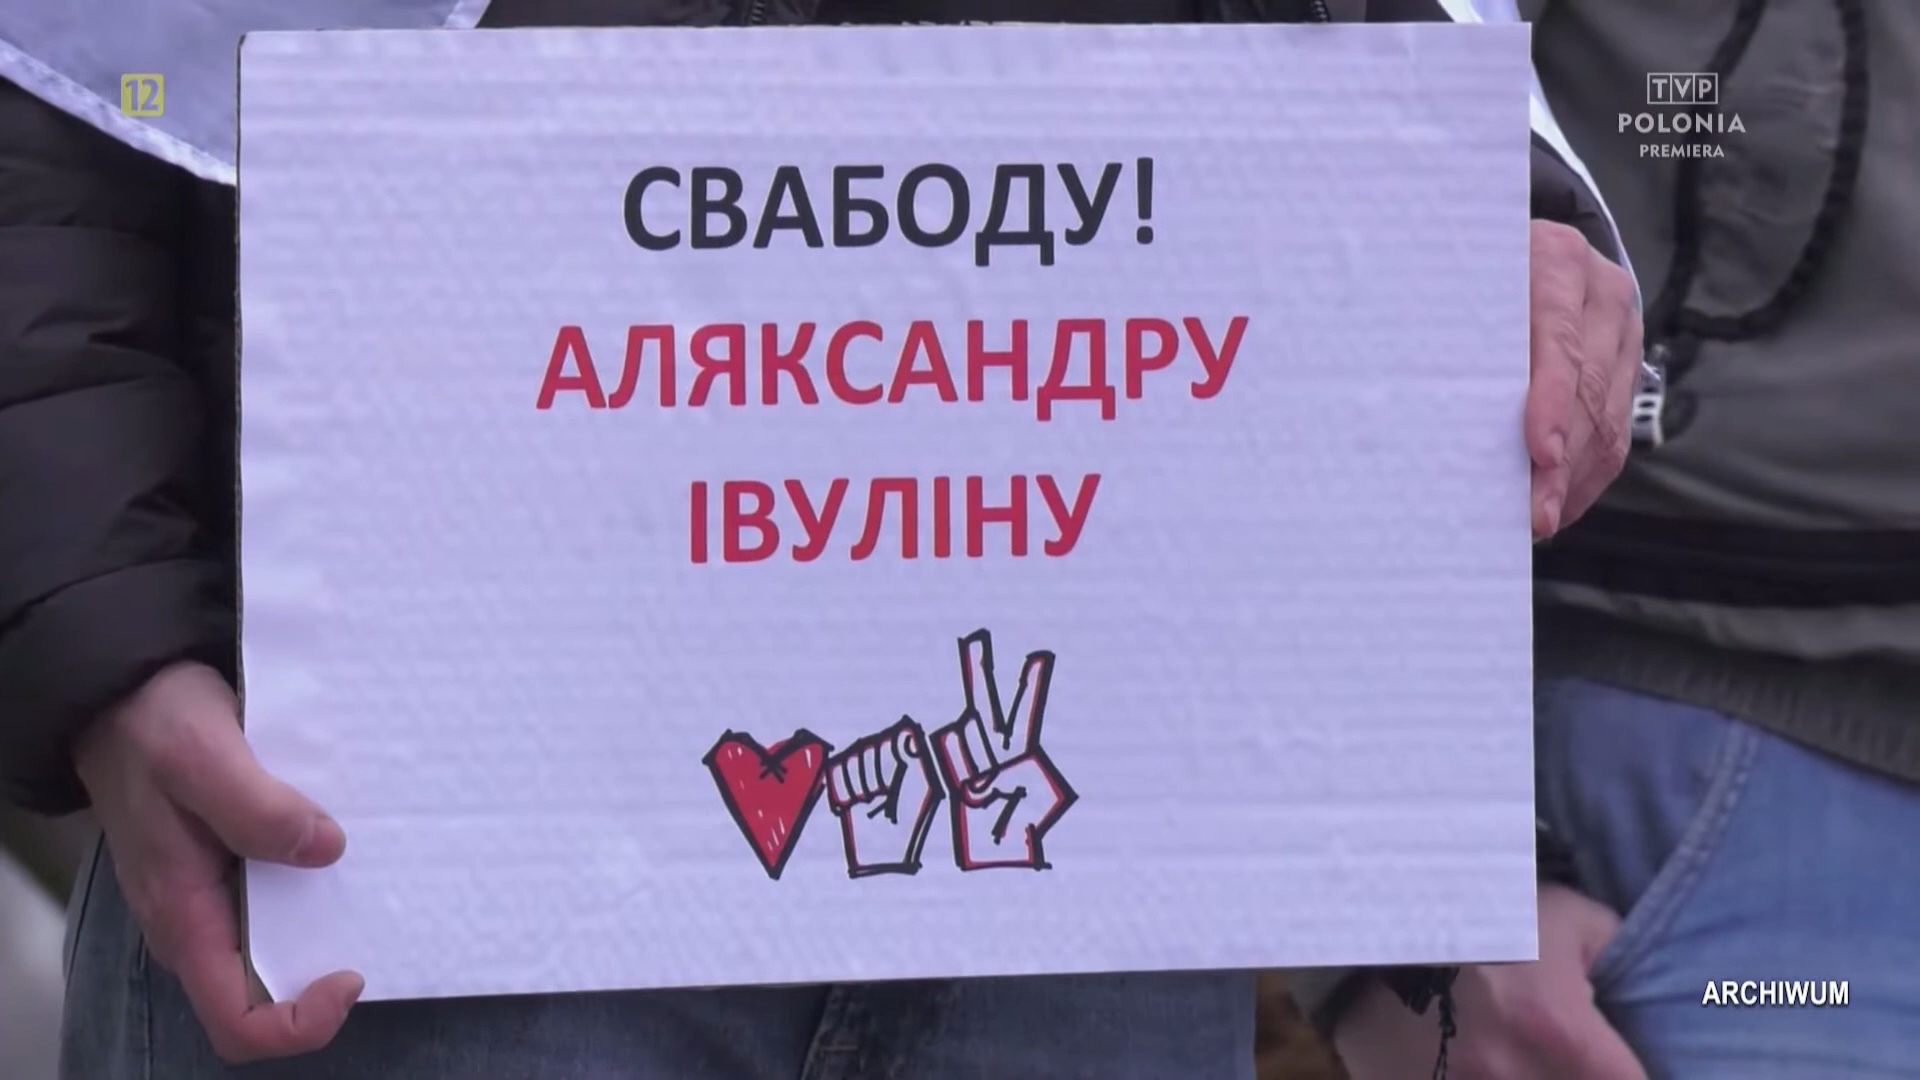 12
TVP
POLONIA
PREMIERA
СВАБОДУ!
АЛЯКСАНДРУ
ІВУЛІНУ
ARCHIWUM